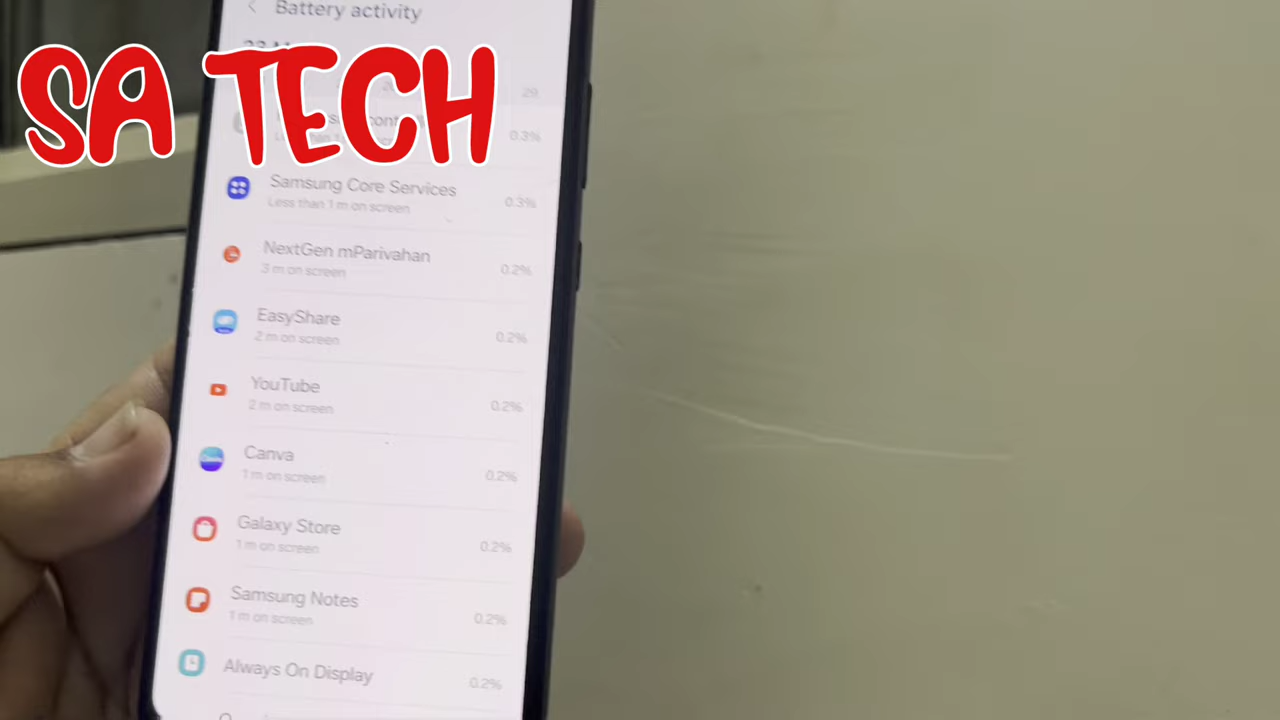 Battery activity
SA TECH
29
0.3%
Samsung Core Services
Less than 1 m on screen
0.3%
NextGen mParivahan
3 m on screen
0.2%
EasyShare
2 m on screen
0.2%
YouTube
2 m on screen
0.2%
Canva
1 m on screen
0.2%
Galaxy Store
1 m on screen
0.2%
Samsung Notes
1 m on screen
0.2%
Always On Display
0.2%